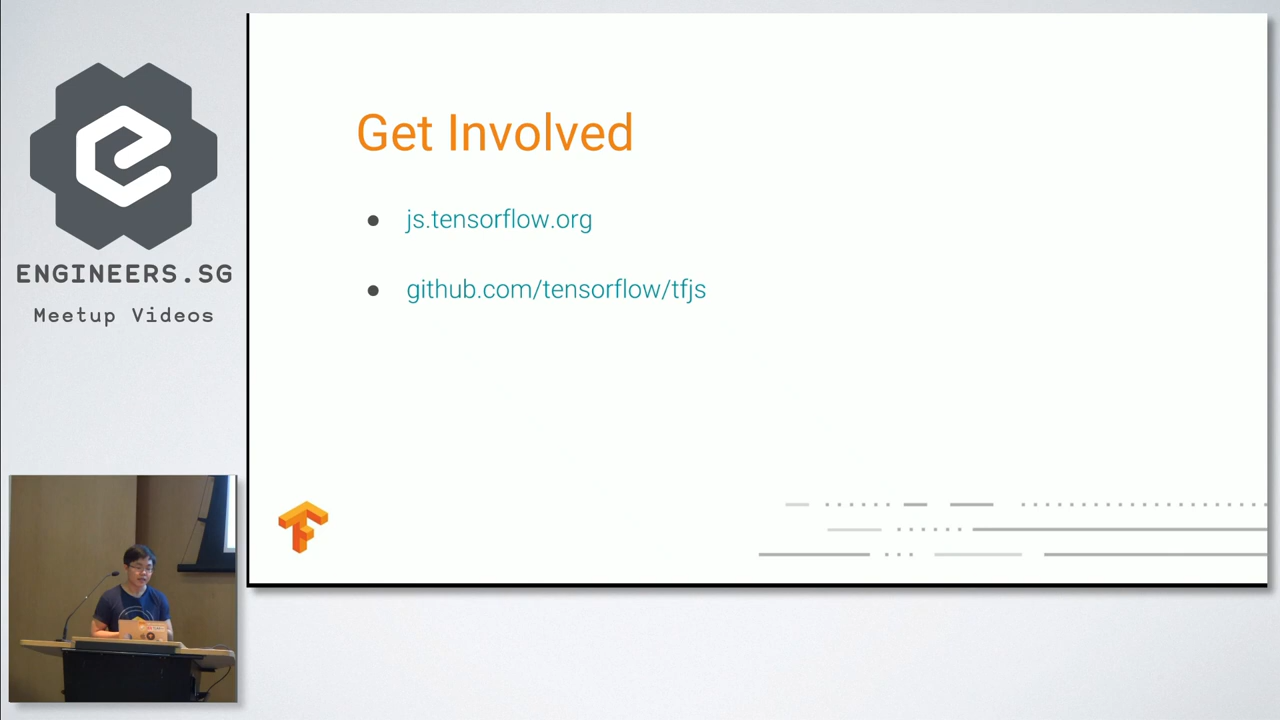 ENGINEERS.SG
Meetup Videos
Get Involved
● js.tensorflow.org
● github.com/tensorflow/tfjs